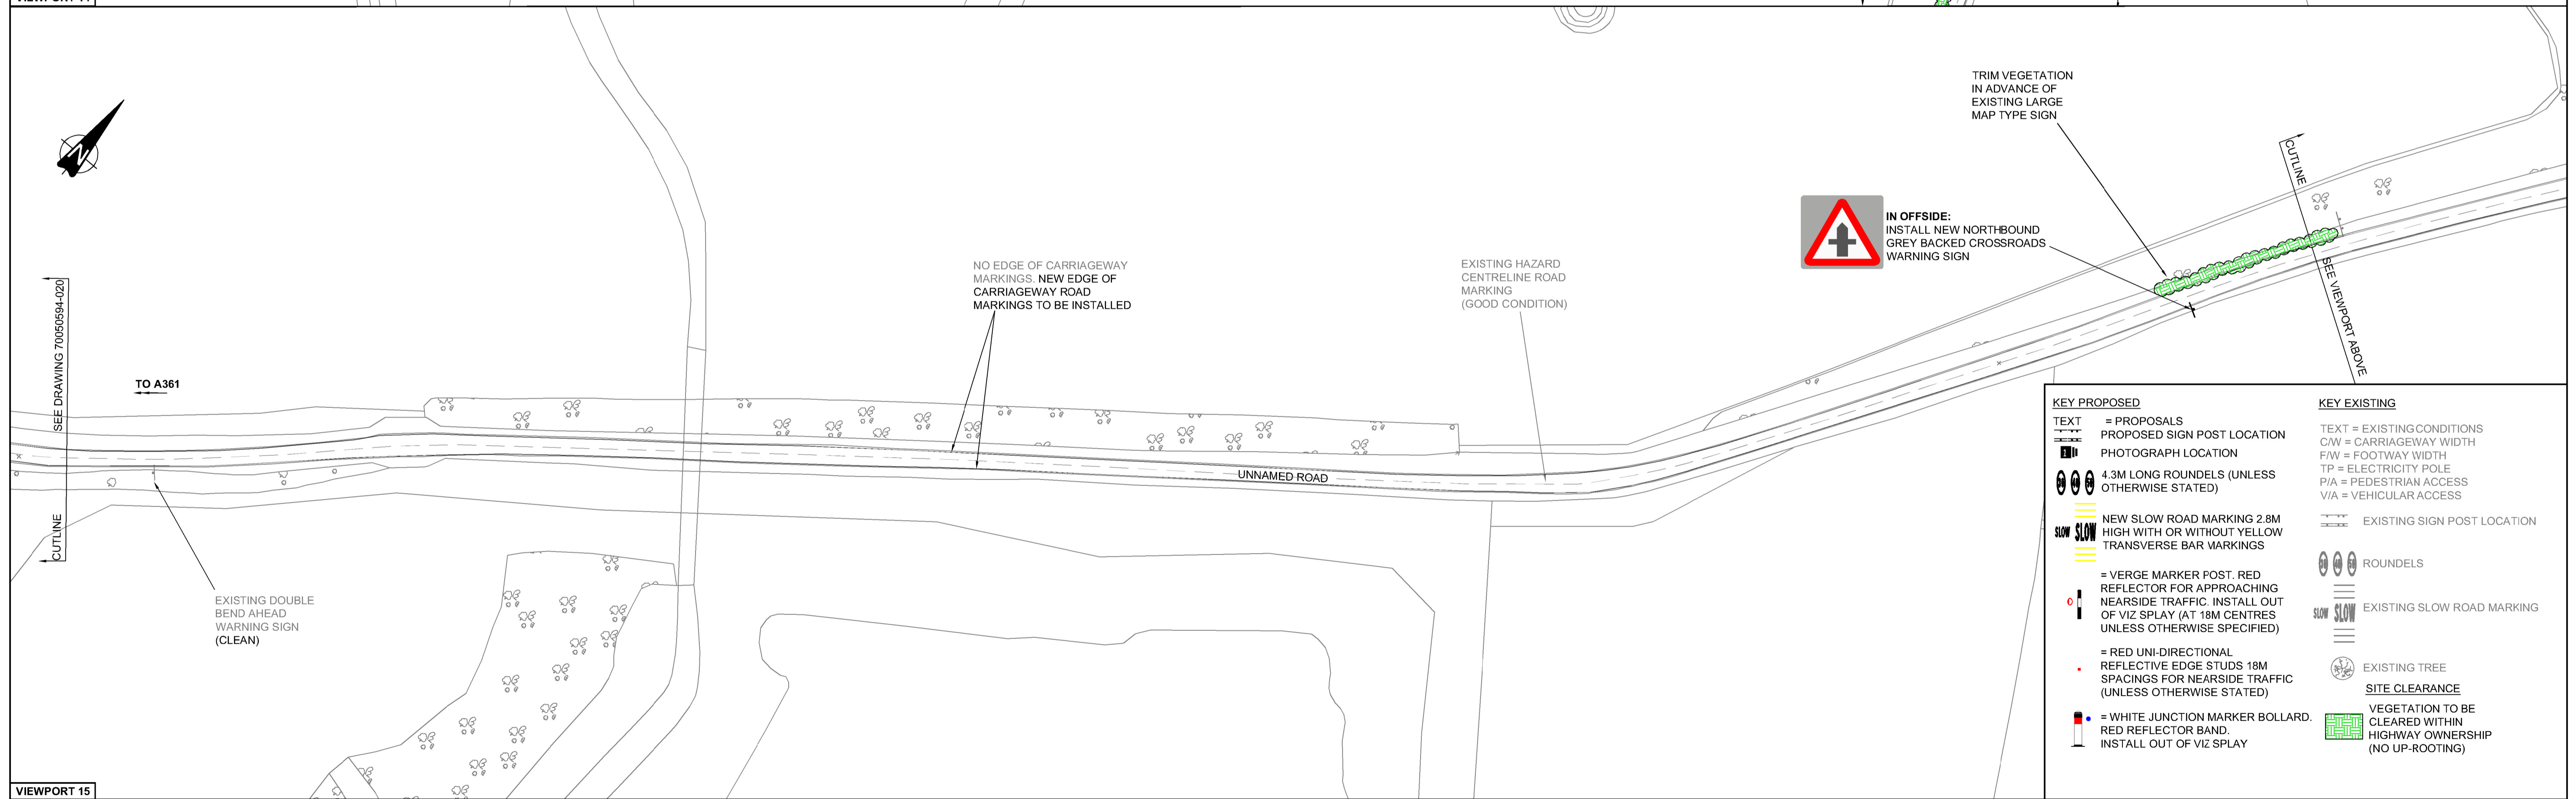 N
SEE DRAWING 70050594-020
CUTLINE
TO A361
EXISTING DOUBLE
BEND AHEAD
WARNING SIGN
(CLEAN)
NO EDGE OF CARRIAGEWAY
MARKINGS. NEW EDGE OF
CARRIAGEWAY ROAD
MARKINGS TO BE INSTALLED
UNNAMED ROAD
EXISTING HAZARD
CENTRELINE ROAD
MARKING
(GOOD CONDITION)
IN OFFSIDE:
INSTALL NEW NORTHBOUND
GREY BACKED CROSSROADS
WARNING SIGN
TRIM VEGETATION
IN ADVANCE OF
EXISTING LARGE
MAP TYPE SIGN
CUTLINE
SEE VIEWPORT ABOVE
KEY PROPOSED
TEXT = PROPOSALS
PROPOSED SIGN POST LOCATION
PHOTOGRAPH LOCATION
4.3M LONG ROUNDELS (UNLESS
OTHERWISE STATED)
SLOW SLOW
NEW SLOW ROAD MARKING 2.8M
HIGH WITH OR WITHOUT YELLOW
TRANSVERSE BAR MARKINGS
= VERGE MARKER POST. RED
REFLECTOR FOR APPROACHING
NEARSIDE TRAFFIC. INSTALL OUT
OF VIZ SPLAY (AT 18M CENTRES
UNLESS OTHERWISE SPECIFIED)
= RED UNI-DIRECTIONAL
REFLECTIVE EDGE STUDS 18M
SPACINGS FOR NEARSIDE TRAFFIC
(UNLESS OTHERWISE STATED)
= WHITE JUNCTION MARKER BOLLARD.
RED REFLECTOR BAND.
INSTALL OUT OF VIZ SPLAY
KEY EXISTING
TEXT = EXISTING CONDITIONS
C/W = CARRIAGEWAY WIDTH
F/W = FOOTWAY WIDTH
TP = ELECTRICITY POLE
P/A = PEDESTRIAN ACCESS
V/A = VEHICULAR ACCESS
EXISTING SIGN POST LOCATION
ROUNDELS
SLOW SLOW
EXISTING SLOW ROAD MARKING
EXISTING TREE
SITE CLEARANCE
VEGETATION TO BE
CLEARED WITHIN
HIGHWAY OWNERSHIP
(NO UP-ROOTING)
VIEWPORT 15